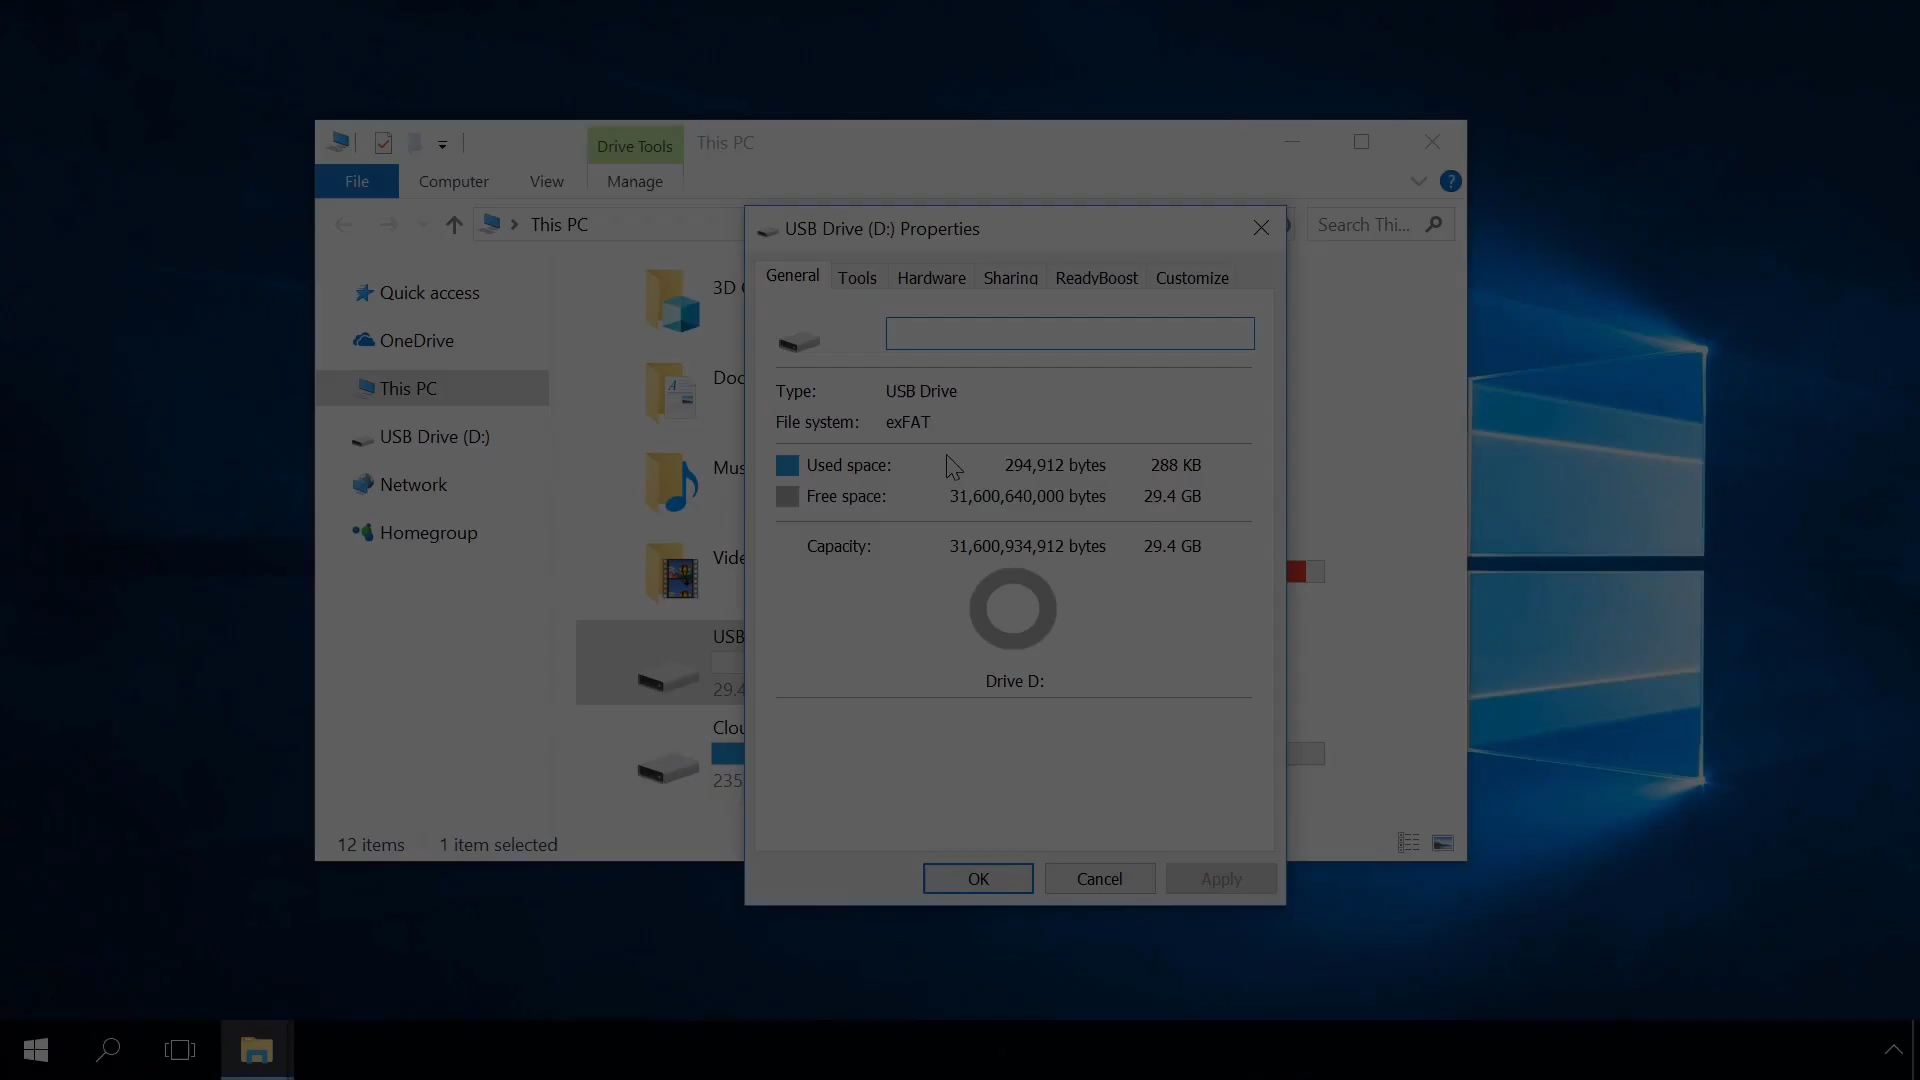 Drive Tools
This PC
File
Computer
View
Manage
?
This PC
Search Thi...
Quick access
OneDrive
This PC
USB Drive (D:)
Network
Homegroup
3D
Doc
Mus
Vide
USB
29.4
Clou
235
12 items
1 item selected
USB Drive (D:) Properties
General
Tools
Hardware
Sharing
ReadyBoost
Customize
Type: USB Drive
File system: exFAT
Used space: 294,912 bytes 288 KB
Free space: 31,600,640,000 bytes 29.4 GB
Capacity: 31,600,934,912 bytes 29.4 GB
Drive D:
OK
Cancel
Apply